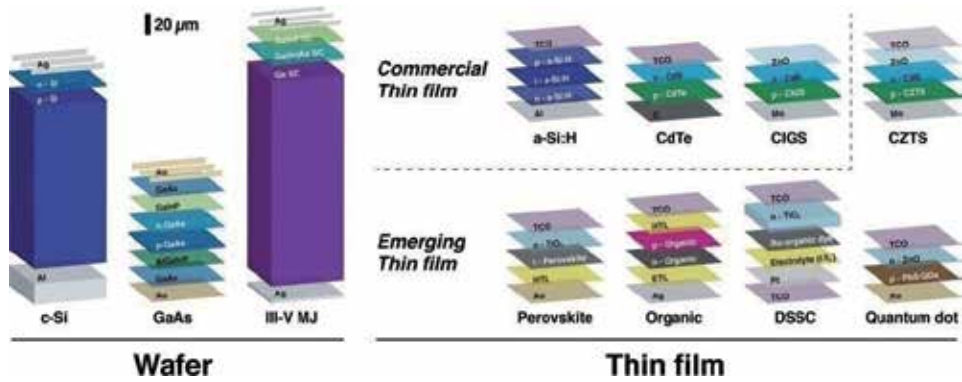 20 µm
Ag
n - Si
p - Si
Al
c-Si
Au
GaAs
GaInP
n-GaAs
p-GaAs
AlGaInP
GaAs
Au
GaAs
Ag
Ge SC
Ag
III-V MJ
Wafer
Commercial
Thin film
TCO
p - a-Si:H
i - a-Si:H
n - a-Si:H
Al
a-Si:H
TCO
n - CdS
p - CdTe
C
CdTe
ZnO
n - CdS
p - CIGS
Mo
CIGS
TCO
ZnO
n - CdS
p - CZTS
Mo
CZTS
Emerging
Thin film
TCO
n - TiO₂
i - Perovskite
HTL
Au
Perovskite
TCO
HTL
p - Organic
n - Organic
ETL
Ag
Organic
TCO
n - TiO₂
Electrolyte (I/I₃)
Pt
TCO
DSSC
TCO
n - ZnO
p - PbS QDs
Au
Quantum dot
Thin film